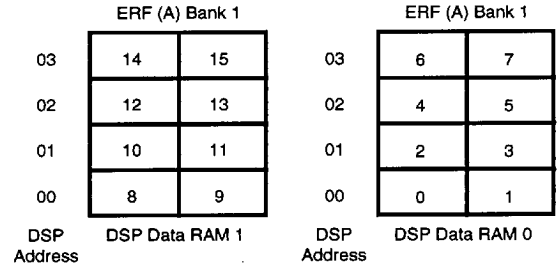 ERF (A) Bank 1 ERF (A) Bank 1
03 14 15 03 6 7
02 12 13 02 4 5
01 10 11 01 2 3
00 8 9 00 0 1
DSP Address DSP Data RAM 1 DSP Address DSP Data RAM 0